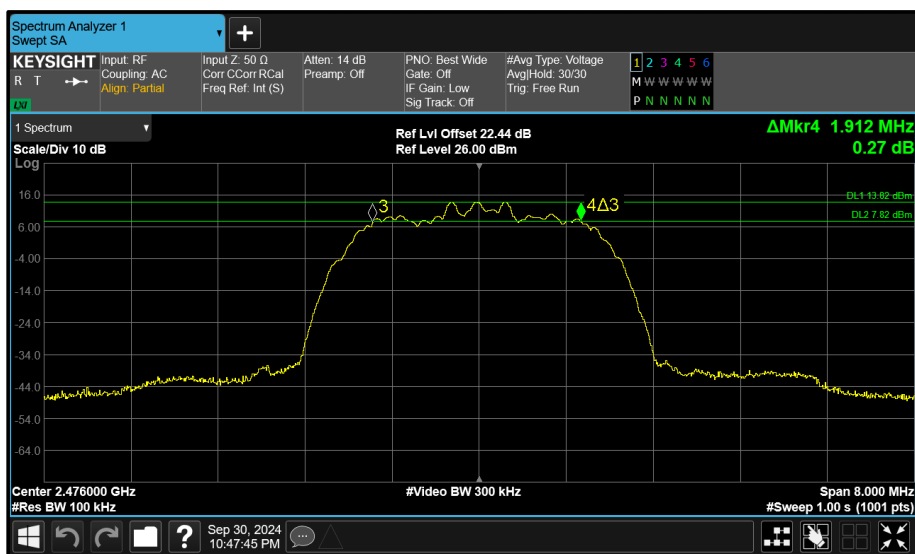 Spectrum Analyzer 1
Swept SA
KEYSIGHT
R T
LXI
Input: RF
Coupling: AC
Align: Partial
Input Z: 50 Ω
Corr CCorr RCal
Freq Ref: Int (S)
Atten: 14 dB
Preamp: Off
PNO: Best Wide
Gate: Off
IF Gain: Low
Sig Track: Off
#Avg Type: Voltage
Avg|Hold: 30/30
Trig: Free Run
1 2 3 4 5 6
M W W W W W
P N N N N N
1 Spectrum
Scale/Div 10 dB
Log
Ref Lvl Offset 22.44 dB
Ref Level 26.00 dBm
ΔMkr4 1.912 MHz
0.27 dB
DL1 13.82 dBm
DL2 7.82 dBm
3
4Δ3
16.0
6.00
-4.00
-14.0
-24.0
-34.0
-44.0
-54.0
-64.0
Center 2.476000 GHz
#Res BW 100 kHz
#Video BW 300 kHz
Span 8.000 MHz
#Sweep 1.00 s (1001 pts)
?
Sep 30, 2024
10:47:45 PM